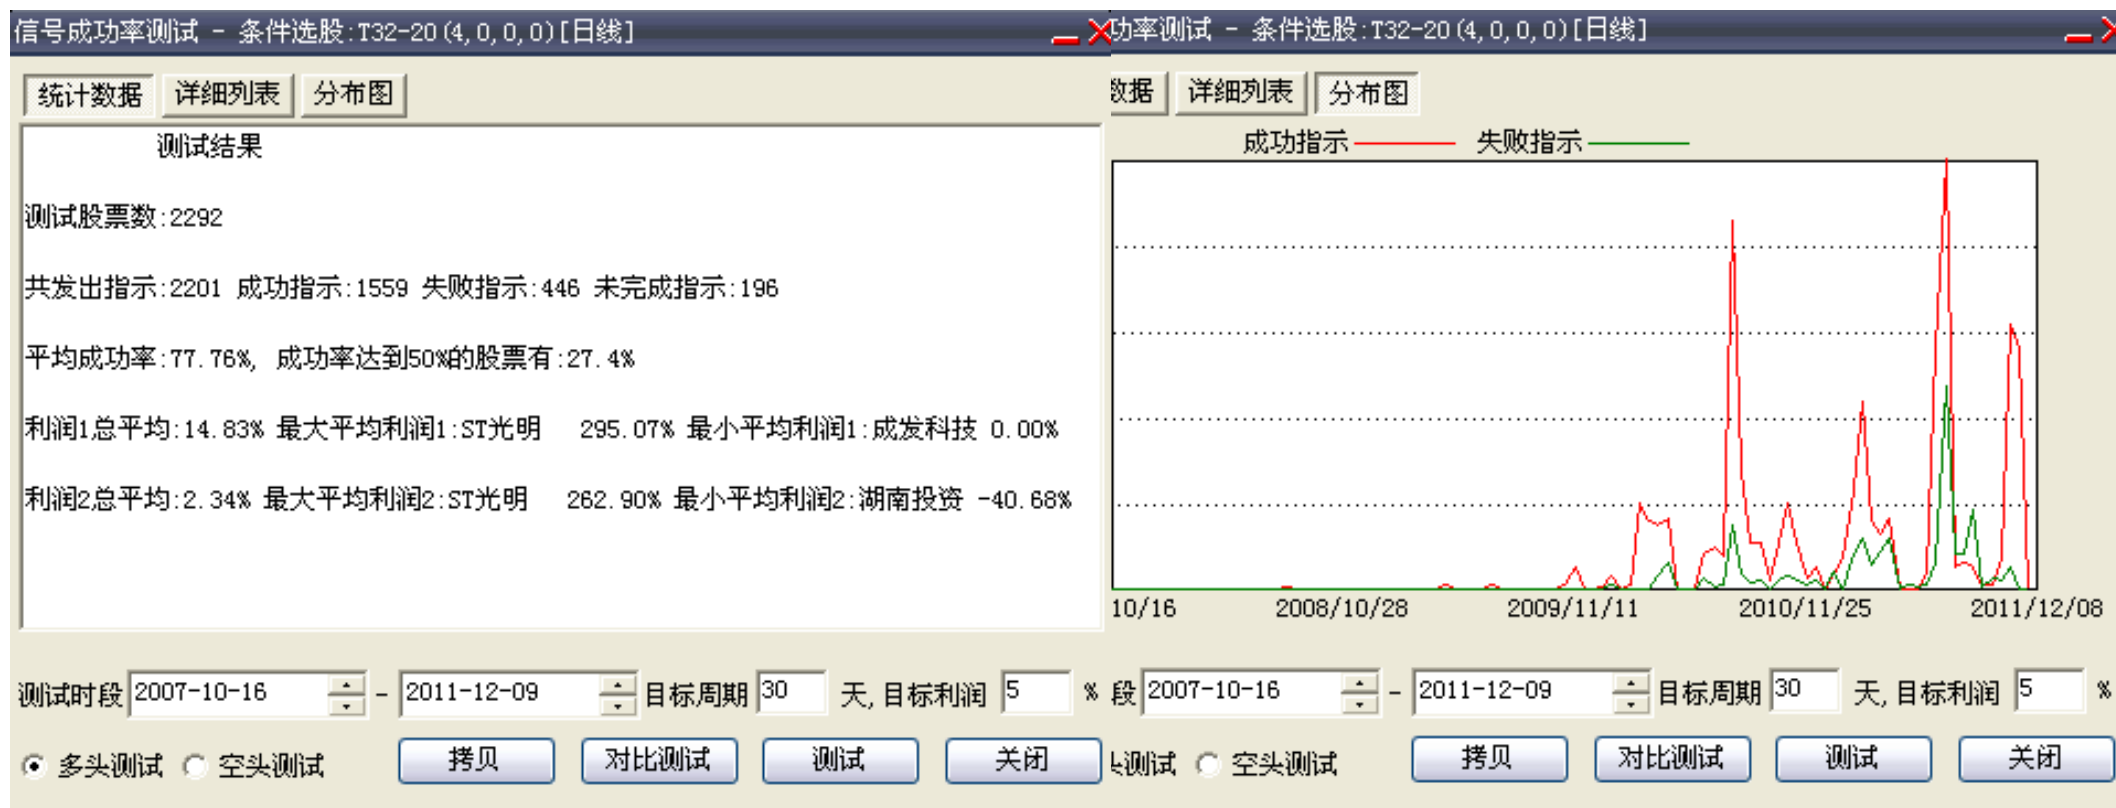 信号成功率测试 - 条件选股:T32-20(4,0,0,0)[日线]
统计数据 详细列表 分布图
测试结果
测试股票数:2292
共发出指示:2201 成功指示:1559 失败指示:446 未完成指示:196
平均成功率:77.76%, 成功率达到50%的股票有:27.4%
利润1总平均:14.83% 最大平均利润1:ST光明 295.07% 最小平均利润1:成发科技 0.00%
利润2总平均:2.34% 最大平均利润2:ST光明 262.90% 最小平均利润2:湖南投资 -40.68%
测试时段 2007-10-16 - 2011-12-09 目标周期 30 天,目标利润 5 %
多头测试 空头测试 拷贝 对比测试 测试 关闭
功率测试 - 条件选股:T32-20(4,0,0,0)[日线]
数据 详细列表 分布图
成功指示 失败指示
10/16 2008/10/28 2009/11/11 2010/11/25 2011/12/08
段 2007-10-16 - 2011-12-09 目标周期 30 天,目标利润 5 %
头测试 空头测试 拷贝 对比测试 测试 关闭